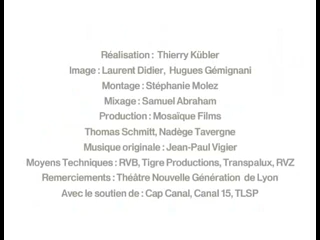 Réalisation : Thierry Kübler
Image : Laurent Didier, Hugues Gémignani
Montage : Stéphanie Molez
Mixage : Samuel Abraham
Production : Mosaïque Films
Thomas Schmitt, Nadège Tavergne
Musique originale : Jean-Paul Vigier
Moyens Techniques : RVB, Tigre Productions, Transpalux, RVZ
Remerciements : Théâtre Nouvelle Génération de Lyon
Avec le soutien de : Cap Canal, Canal 15, TLSP